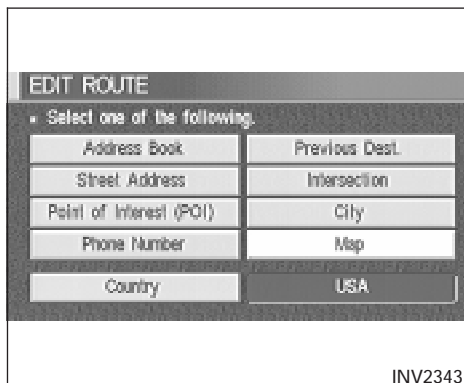 EDIT ROUTE
Select one of the following.
Address Book
Previous Dest.
Street Address
Intersection
Point of Interest (POI)
City
Phone Number
Map
Country
USA
INV2343